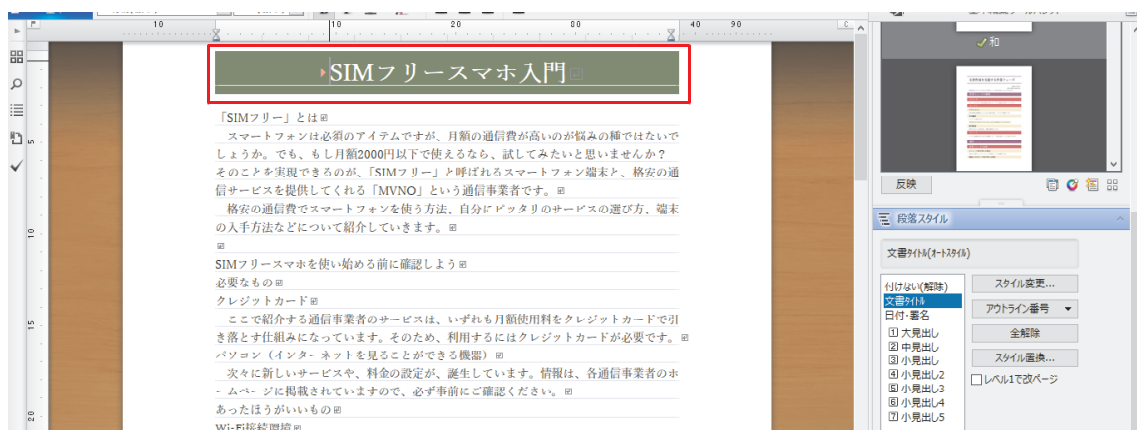 10
10
20
30
40
90
C
SIMフリースマホ入門
「SIMフリー」とは
スマートフォンは必須のアイテムですが、月額の通信費が高いのが悩みの種ではないで
しょうか。でも、もし月額2000円以下で使えるなら、試してみたいと思いませんか？
そのことを実現できるのが、「SIMフリー」と呼ばれるスマートフォン端末と、格安の通
信サービスを提供してくれる「MVNO」という通信事業者です。
格安の通信費でスマートフォンを使う方法、自分にピッタリのサービスの選び方、端末
の入手方法などについて紹介していきます。
SIMフリースマホを使い始める前に確認しよう
必要なもの
クレジットカード
ここで紹介する通信事業者のサービスは、いずれも月額使用料をクレジットカードで引
き落とす仕組みになっています。そのため、利用するにはクレジットカードが必要です。
パソコン（インターネットを見ることができる機器）
次々に新しいサービスや、料金の設定が、誕生しています。情報は、各通信事業者のホ
ームページに掲載されていますので、必ず事前にご確認ください。
あったほうがいいもの
Wi-Fi接続環境
5
15
20
和
反映
段落スタイル
文書タイトル(オートスタイル)
付けない(解除)
文書タイトル
日付・署名
1 大見出し
2 中見出し
3 小見出し
4 小見出し2
5 小見出し3
6 小見出し4
7 小見出し5
スタイル変更...
アウトライン番号
全解除
スタイル置換...
レベル1で改ページ